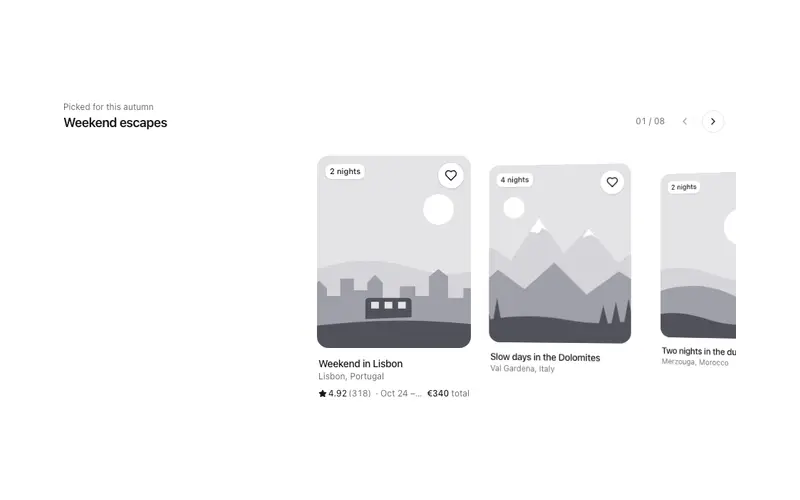 Picked for this autumn
Weekend escapes
01 / 08
2 nights
4 nights
2 nights
Weekend in Lisbon
Lisbon, Portugal
4.92 (318) · Oct 24 –... €340 total
Slow days in the Dolomites
Val Gardena, Italy
Two nights in the du
Merzouga, Morocco